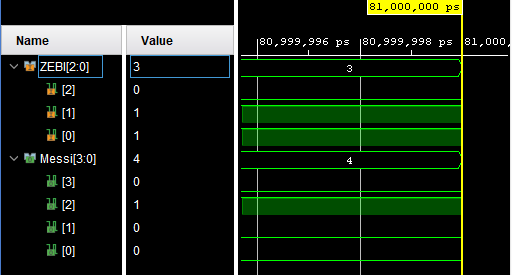 81,000,000 ps
Name Value
80,999,996 ps 80,999,998 ps 81,000,
ZEBI[2:0] 3 3
[2] 0
[1] 1
[0] 1
Messi[3:0] 4 4
[3] 0
[2] 1
[1] 0
[0] 0